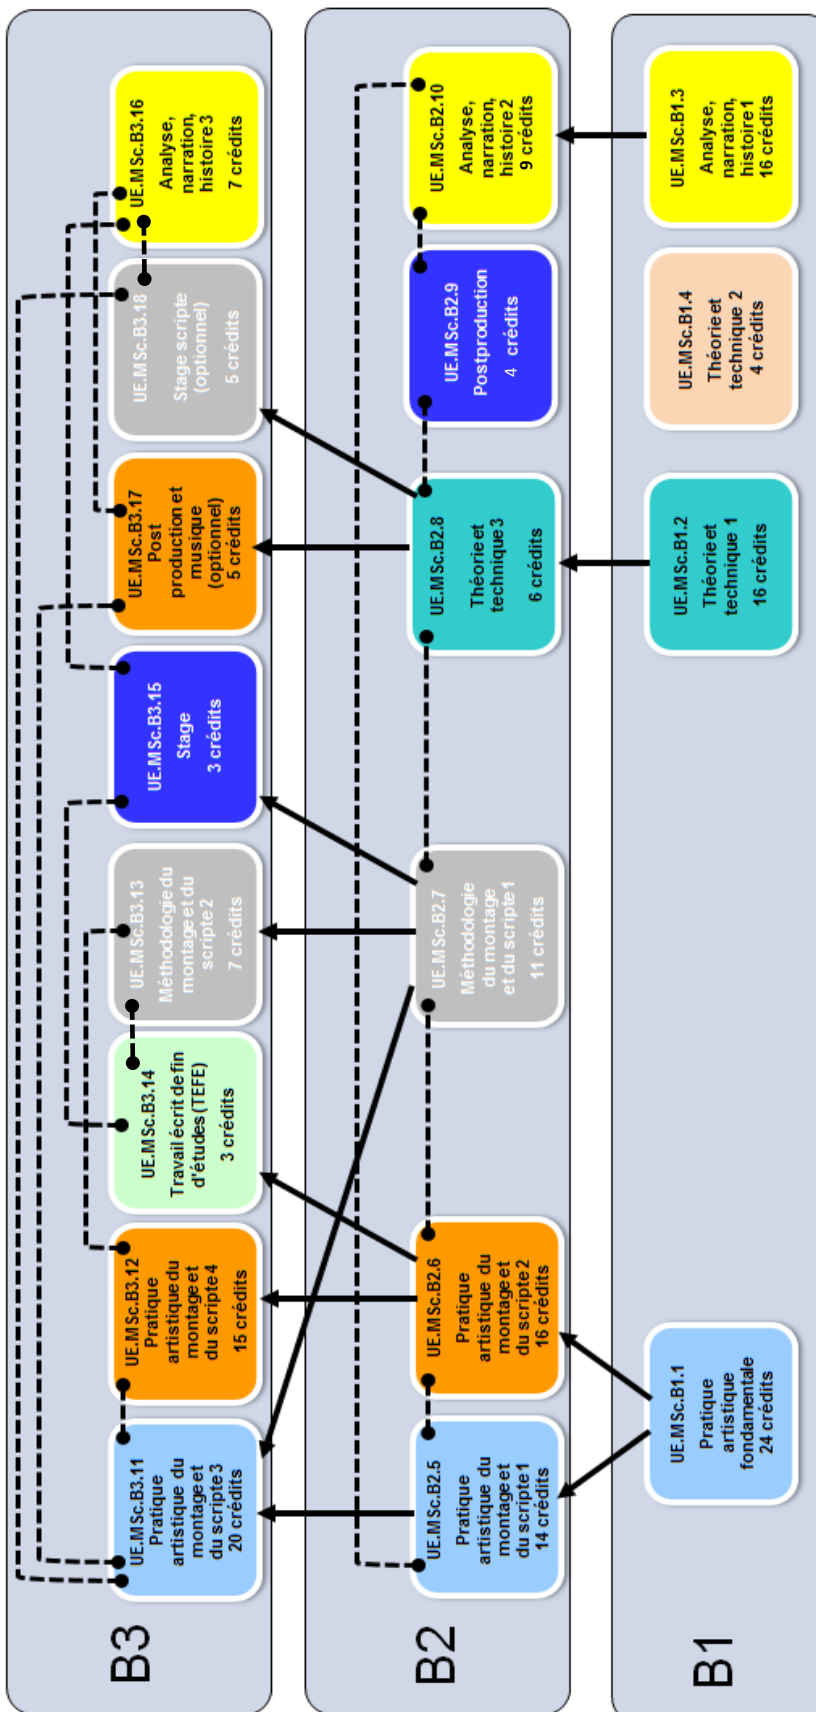 B3
UE.MSc.B3.11
Pratique
artistique du
montage et
du scripte 3
20 crédits
UE.MSc.B3.12
Pratique
artistique du
montage et
du scripte 4
15 crédits
UE.MSc.B3.14
Travail écrit de fin
d'études (TEFE)
3 crédits
UE.MSc.B3.13
Méthodologie du
montage et du
scripte 2
7 crédits
UE.MSc.B3.15
Stage
3 crédits
UE.MSc.B3.17
Post
production et
musique
(optionnel)
5 crédits
UE.MSc.B3.18
Stage scripte
(optionnel)
5 crédits
UE.MSc.B3.16
Analyse,
narration,
histoire 3
7 crédits
B2
UE.MSc.B2.5
Pratique
artistique du
montage et
du scripte 1
14 crédits
UE.MSc.B2.6
Pratique
artistique du
montage et
du scripte 2
16 crédits
UE.MSc.B2.7
Méthodologie
du montage
et du scripte 1
11 crédits
UE.MSc.B2.8
Théorie et
technique 3
6 crédits
UE.MSc.B2.9
Postproduction
4 crédits
UE.MSc.B2.10
Analyse,
narration,
histoire 2
9 crédits
B1
UE.MSc.B1.1
Pratique
artistique
fondamentale
24 crédits
UE.MSc.B1.2
Théorie et
technique 1
16 crédits
UE.MSc.B1.4
Théorie et
technique 2
4 crédits
UE.MSc.B1.3
Analyse,
narration,
histoire 1
16 crédits